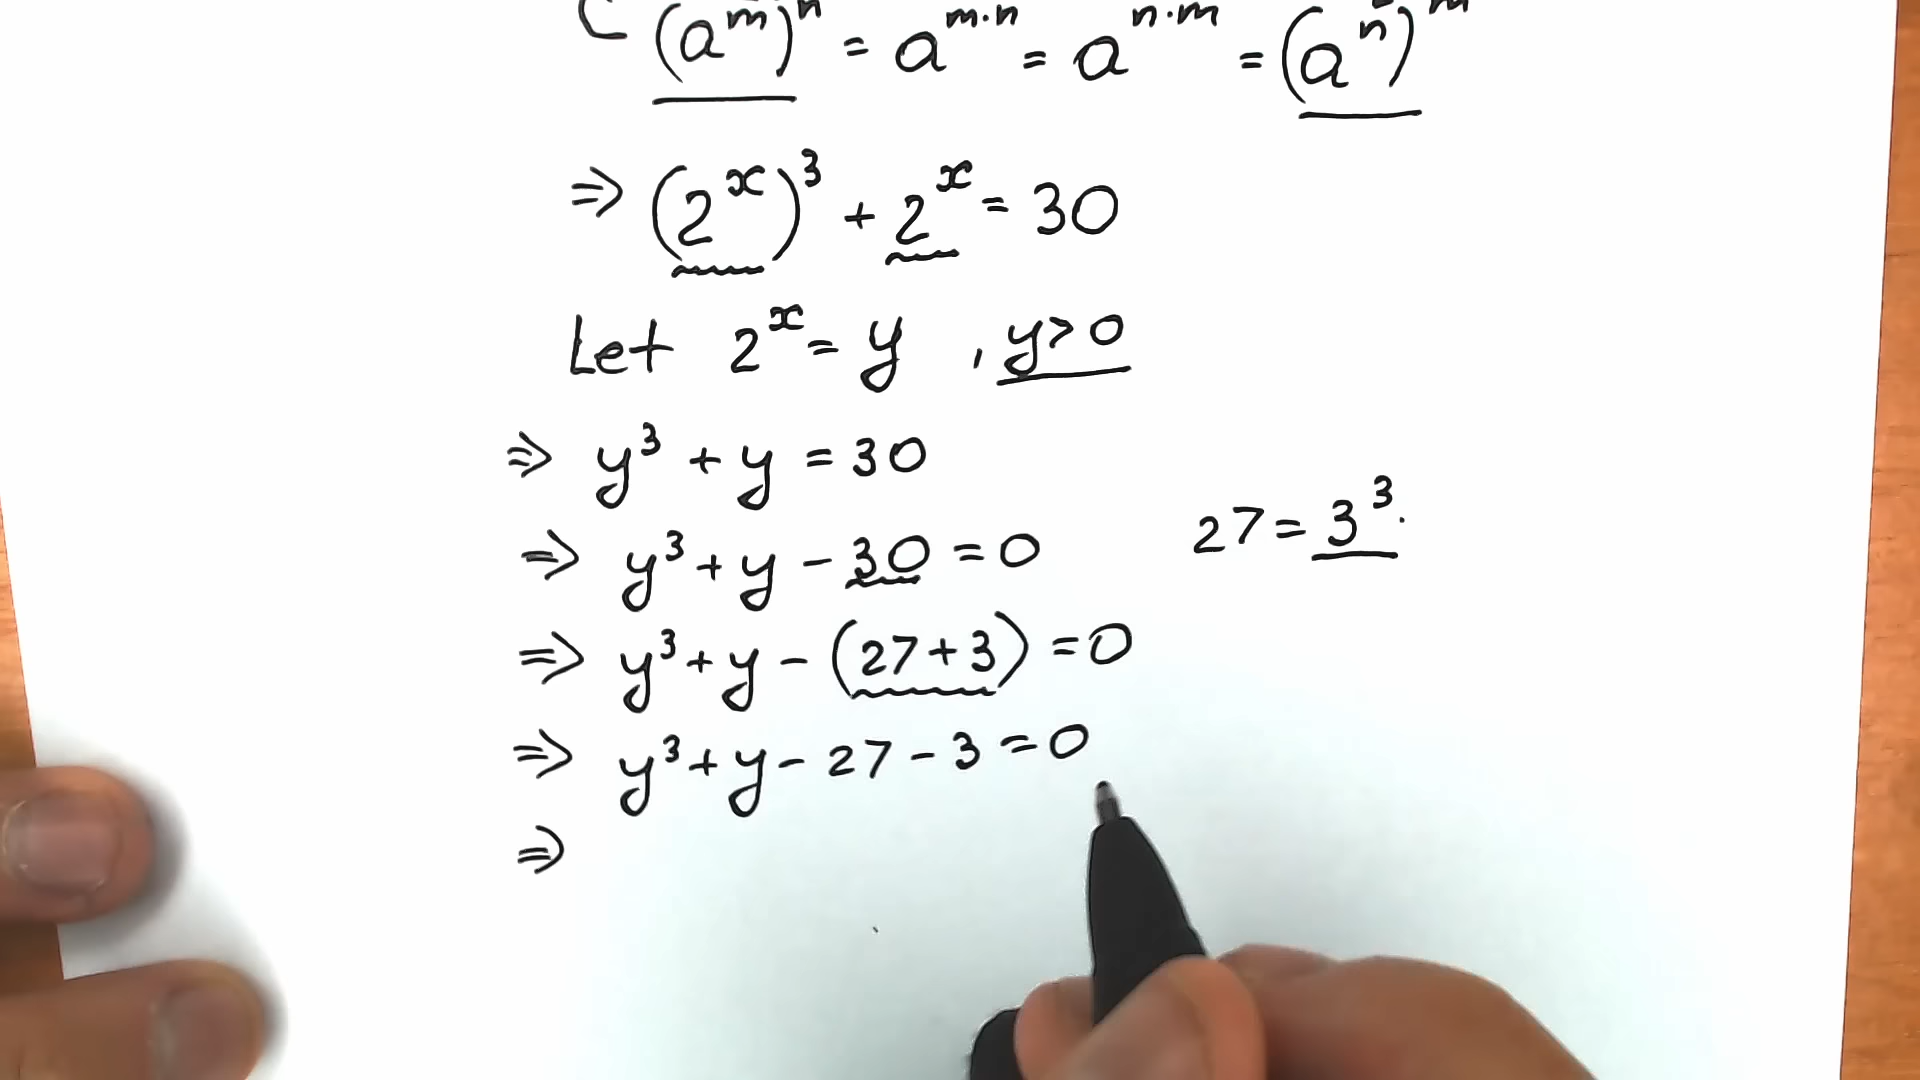 (a^m)^n = a^{m·n} = a^{n·m} = (a^n)^m
⇒ (2^x)^3 + 2^x = 30
Let 2^x = y , y > 0
⇒ y^3 + y = 30
⇒ y^3 + y - 30 = 0
27 = 3^3.
⇒ y^3 + y - (27 + 3) = 0
⇒ y^3 + y - 27 - 3 = 0
⇒